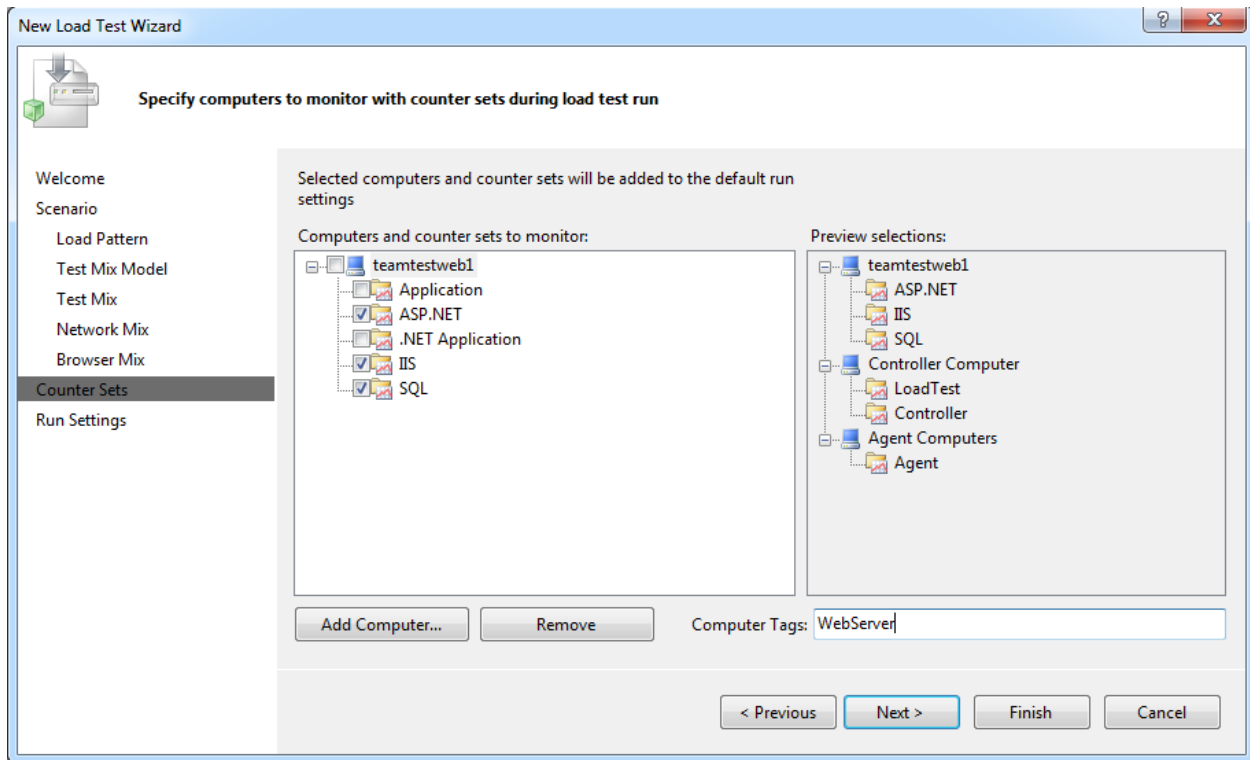 New Load Test Wizard
Specify computers to monitor with counter sets during load test run
Welcome
Scenario
Load Pattern
Test Mix Model
Test Mix
Network Mix
Browser Mix
Counter Sets
Run Settings
Selected computers and counter sets will be added to the default run
settings
Computers and counter sets to monitor:
teamtestweb1
Application
ASP.NET
.NET Application
IIS
SQL
Preview selections:
teamtestweb1
ASP.NET
IIS
SQL
Controller Computer
LoadTest
Controller
Agent Computers
Agent
Add Computer... Remove Computer Tags: WebServer
< Previous Next > Finish Cancel